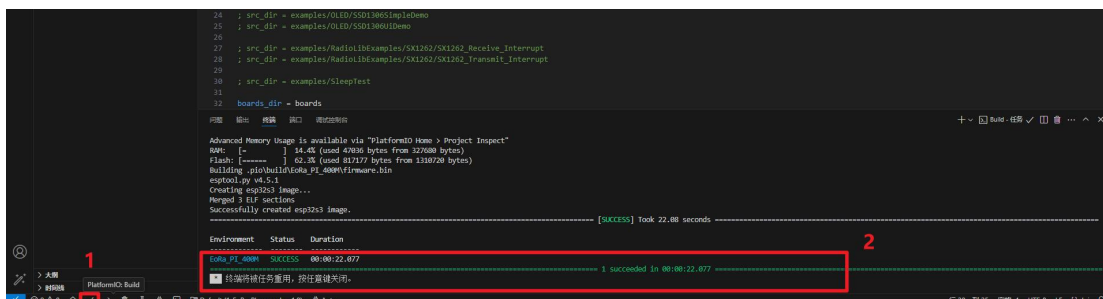 24 ; src_dir = examples/OLED/SSD1306SimpleDemo
25 ; src_dir = examples/OLED/SSD1306UiDemo
26
27 ; src_dir = examples/RadioLibExamples/SX1262/SX1262_Receive_Interrupt
28 ; src_dir = examples/RadioLibExamples/SX1262/SX1262_Transmit_Interrupt
29
30 ; src_dir = examples/SleepTest
31
32 boards_dir = boards
问题 输出 终端 端口 调试控制台
Build - 任务
Advanced Memory Usage is available via "PlatformIO Home > Project Inspect"
RAM: [= ] 14.4% (used 47036 bytes from 327680 bytes)
Flash: [====== ] 62.3% (used 817177 bytes from 1310720 bytes)
Building .pio\build\EoRa_PI_400M\firmware.bin
esptool.py v4.5.1
Creating esp32s3 image...
Merged 3 ELF sections
Successfully created esp32s3 image.
[SUCCESS] Took 22.08 seconds
Environment Status Duration
EoRa_PI_400M SUCCESS 00:00:22.077
1 succeeded in 00:00:22.077
* 终端将被任务重用，按任意键关闭。
1
2
> 大纲
> 时间线
PlatformIO: Build